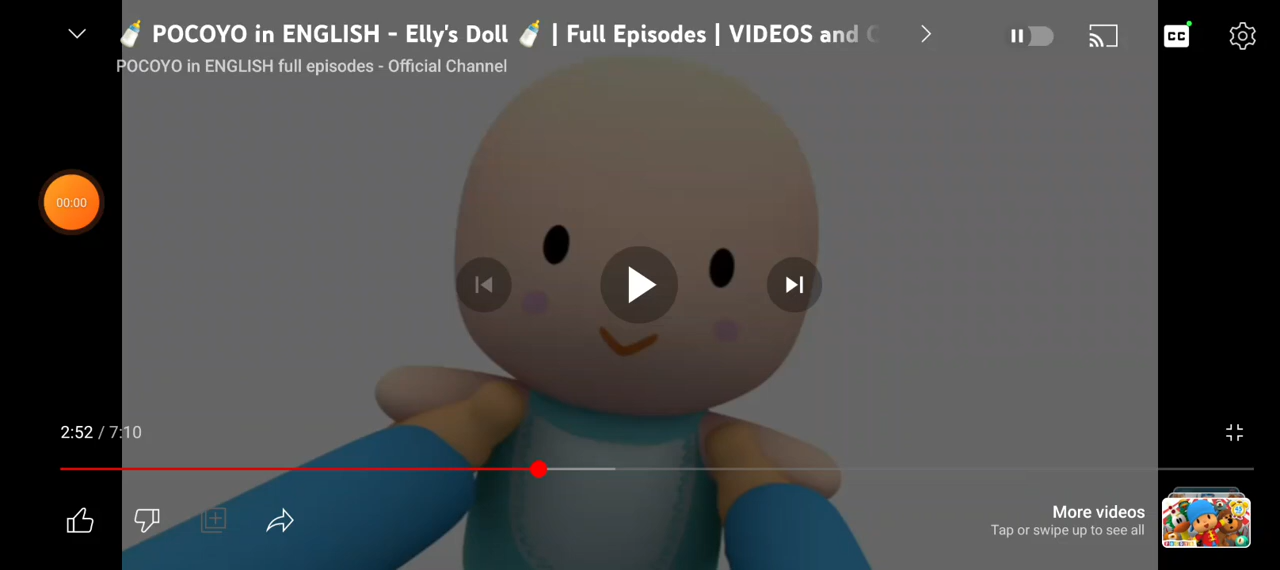 🍼 POCOYO in ENGLISH - Elly's Doll 🍼 | Full Episodes | VIDEOS and
CC
POCOYO in ENGLISH full episodes - Official Channel
00:00
2:52 / 7:10
More videos
Tap or swipe up to see all